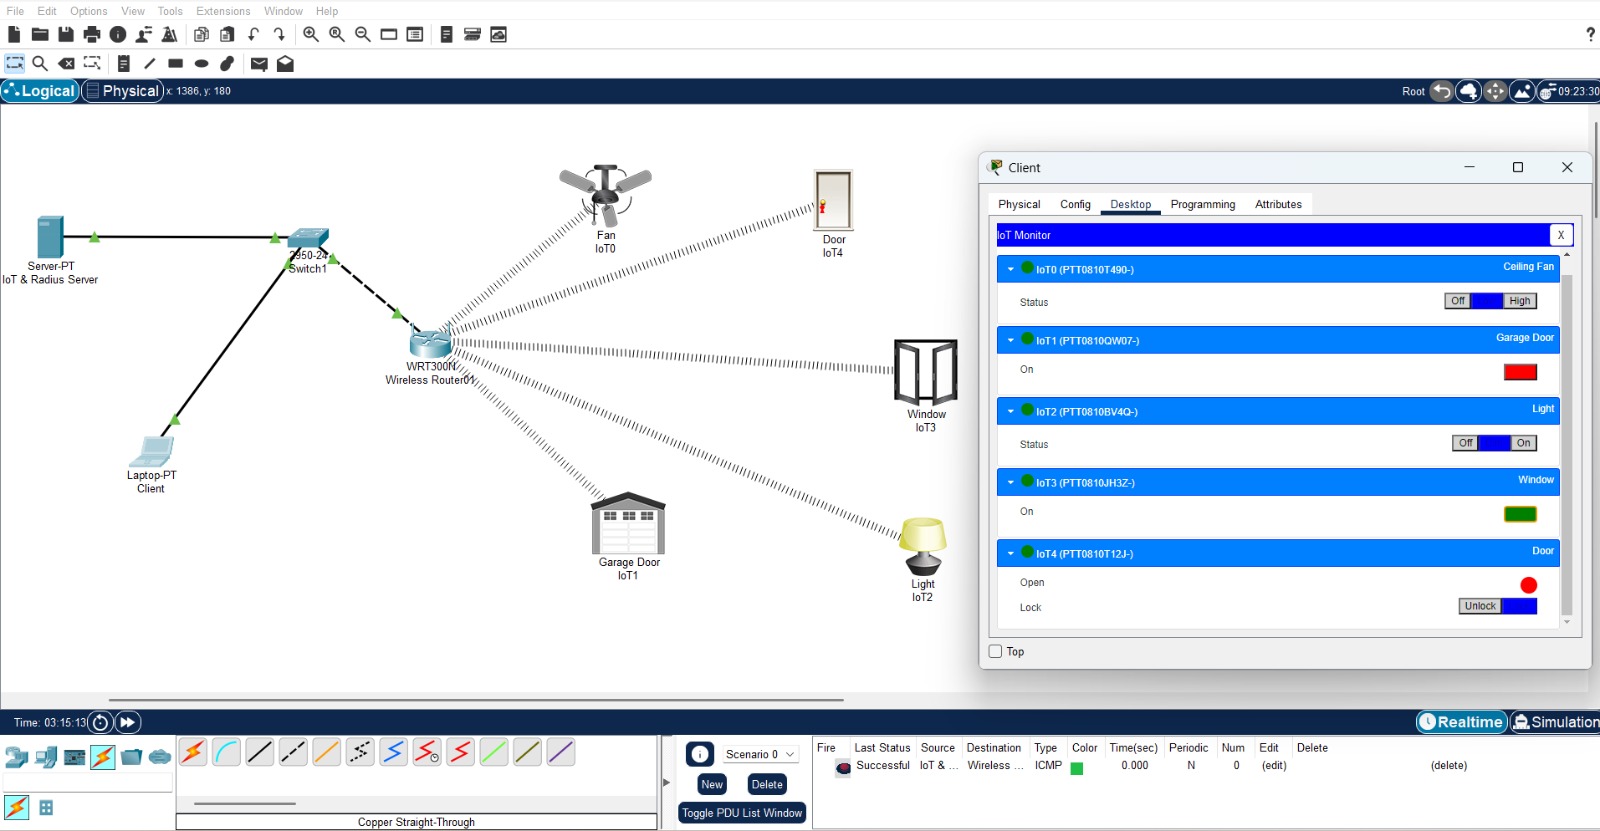 File Edit Options View Tools Extensions Window Help
?
Logical Physical x: 1386, y: 180
Root 09:23:30
Fan
IoT0
Door
IoT4
Server-PT
IoT & Radius Server
2950-24
Switch1
WRT300N
Wireless Router01
Window
IoT3
Laptop-PT
Client
Garage Door
IoT1
Light
IoT2
Client
Physical Config Desktop Programming Attributes
IoT Monitor X
IoT0 (PTT0810T490-) Ceiling Fan
Status Off High
IoT1 (PTT0810QW07-) Garage Door
On
IoT2 (PTT0810BV4Q-) Light
Status Off On
IoT3 (PTT0810JH3Z-) Window
On
IoT4 (PTT0810T12J-) Door
Open
Lock Unlock
Top
Time: 03:15:13
Realtime Simulation
Scenario 0
New Delete
Toggle PDU List Window
Copper Straight-Through
Fire Last Status Source Destination Type Color Time(sec) Periodic Num Edit Delete
Successful IoT & ... Wireless ... ICMP 0.000 N 0 (edit) (delete)